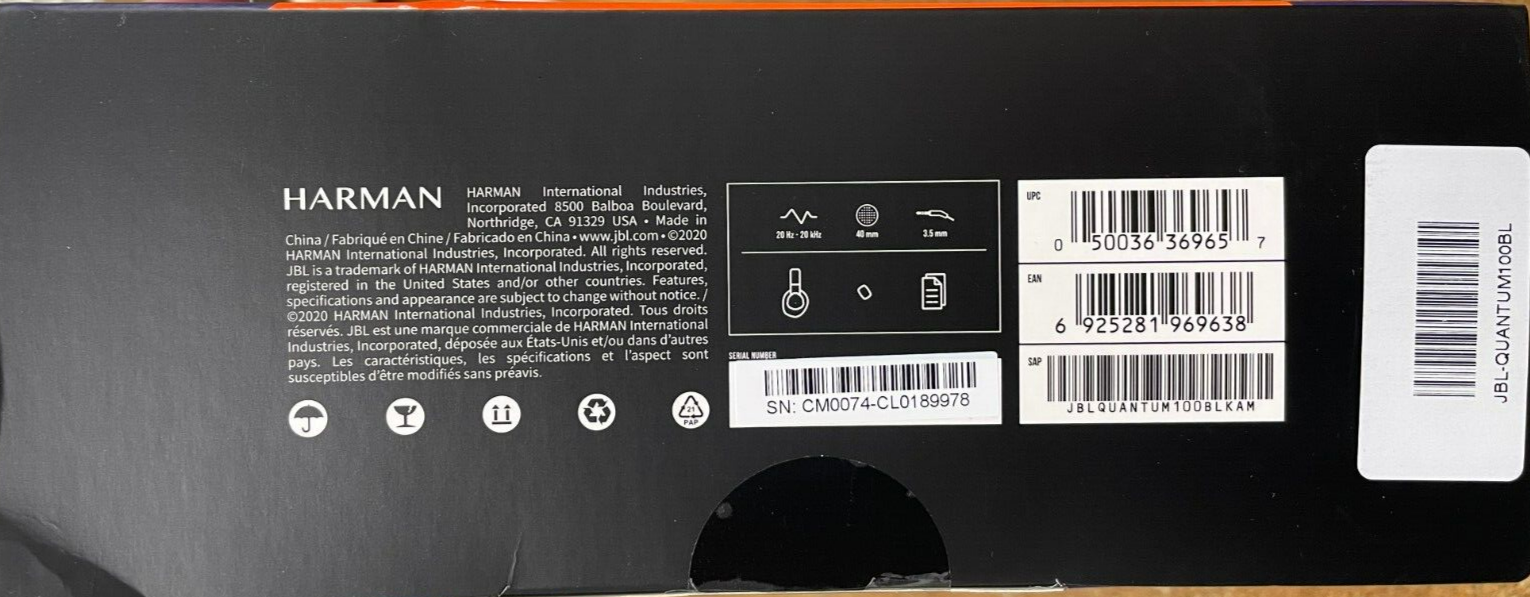 HARMAN
HARMAN International Industries,
Incorporated 8500 Balboa Boulevard,
Northridge, CA 91329 USA • Made in
China / Fabriqué en Chine / Fabricado en China • www.jbl.com • ©2020
HARMAN International Industries, Incorporated. All rights reserved.
JBL is a trademark of HARMAN International Industries, Incorporated,
registered in the United States and/or other countries. Features,
specifications and appearance are subject to change without notice. /
©2020 HARMAN International Industries, Incorporated. Tous droits
réservés. JBL est une marque commerciale de HARMAN International
Industries, Incorporated, déposée aux États-Unis et/ou dans d'autres
pays. Les caractéristiques, les spécifications et l'aspect sont
susceptibles d'être modifiés sans préavis.
21
PAP
20 Hz - 20 kHz
40 mm
3.5 mm
SERIAL NUMBER
SN: CM0074-CL0189978
UPC
0 50036 36965 7
EAN
6 925281 969638
SAP
JBLQUANTUM100BLKAM
JBL-QUANTUM100BL